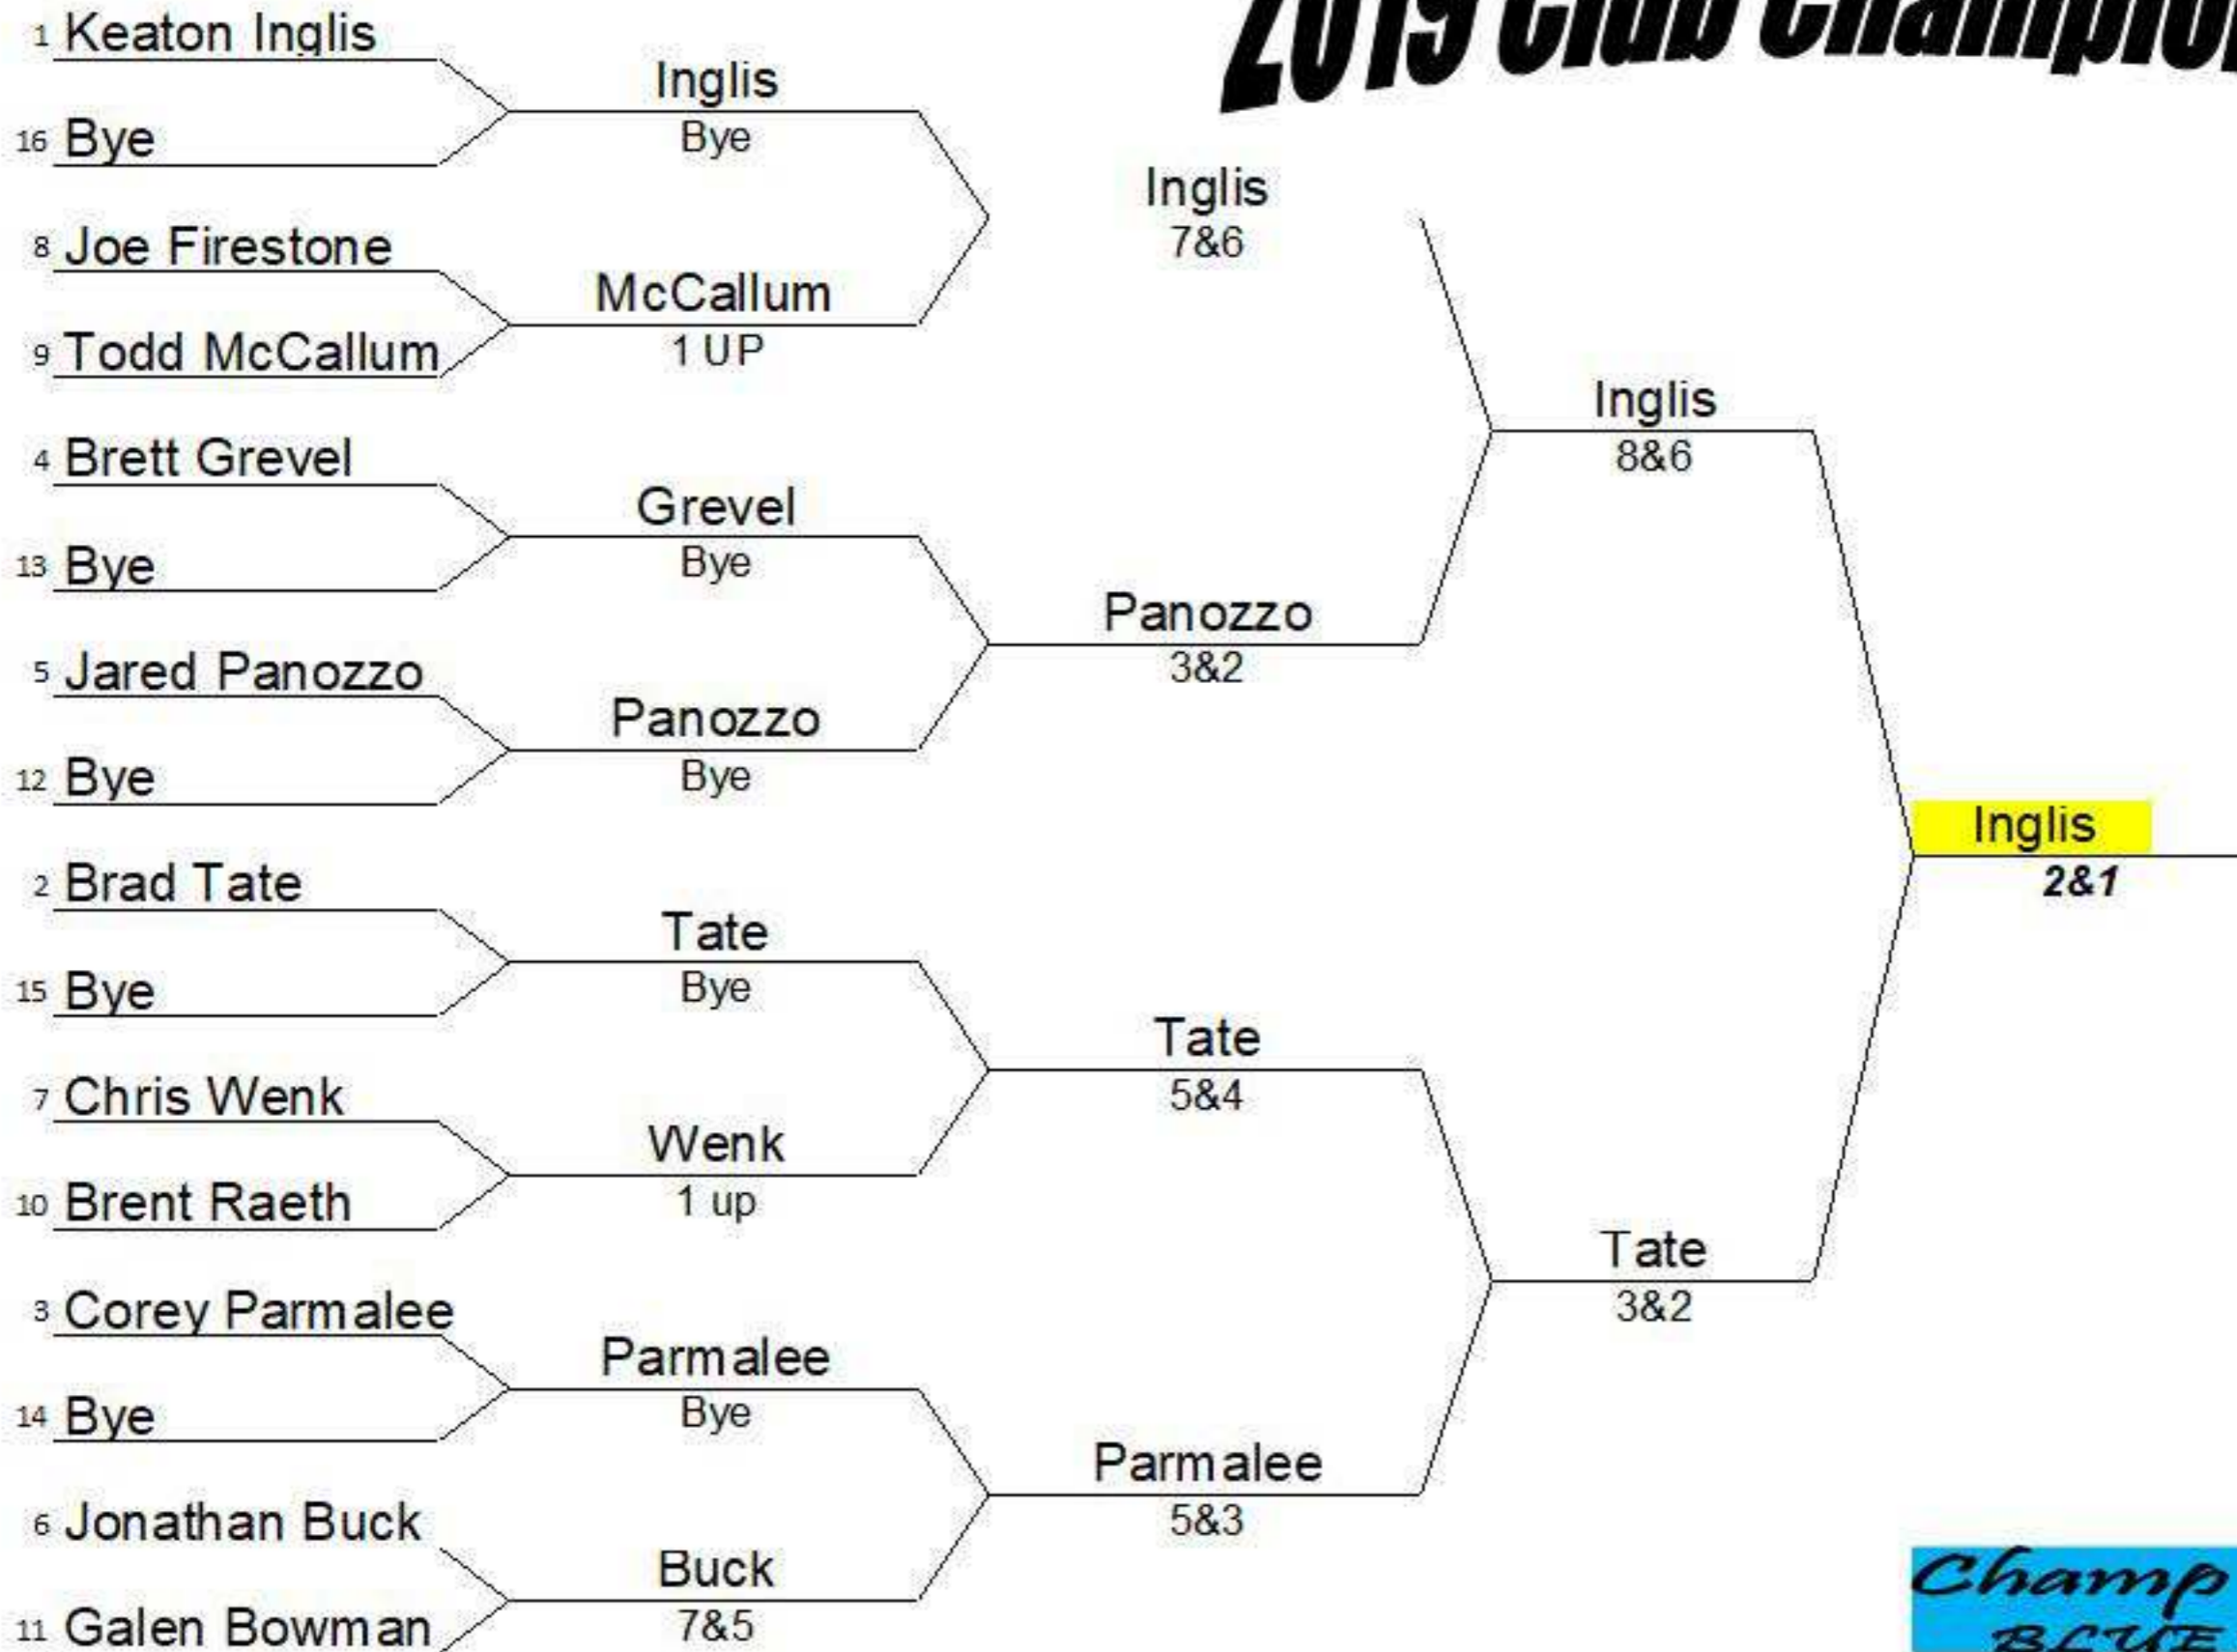 2019 Club
1 Keaton Inglis
16 Bye
8 Joe Firestone
9 Todd McCallum
4 Brett Grevel
13 Bye
5 Jared Panozzo
12 Bye
2 Brad Tate
15 Bye
7 Chris Wenk
10 Brent Raeth
3 Corey Parmalee
14 Bye
6 Jonathan Buck
11 Galen Bowman
Inglis
Bye
McCallum
1 UP
Grevel
Bye
Panozzo
Bye
Tate
Bye
Wenk
1 up
Parmalee
Bye
Buck
7&5
Inglis
7&6
Panozzo
3&2
Tate
5&4
Parmalee
5&3
Inglis
8&6
Tate
3&2
Inglis
2&1
Champ
BLUE